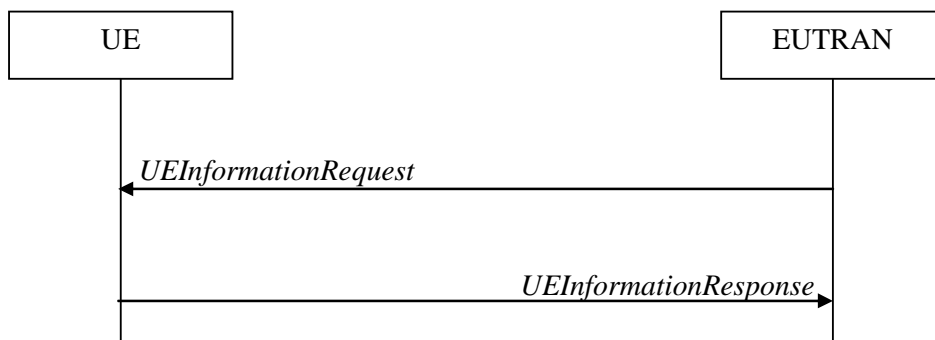 UE
EUTRAN
UEInformationRequest
UEInformationResponse